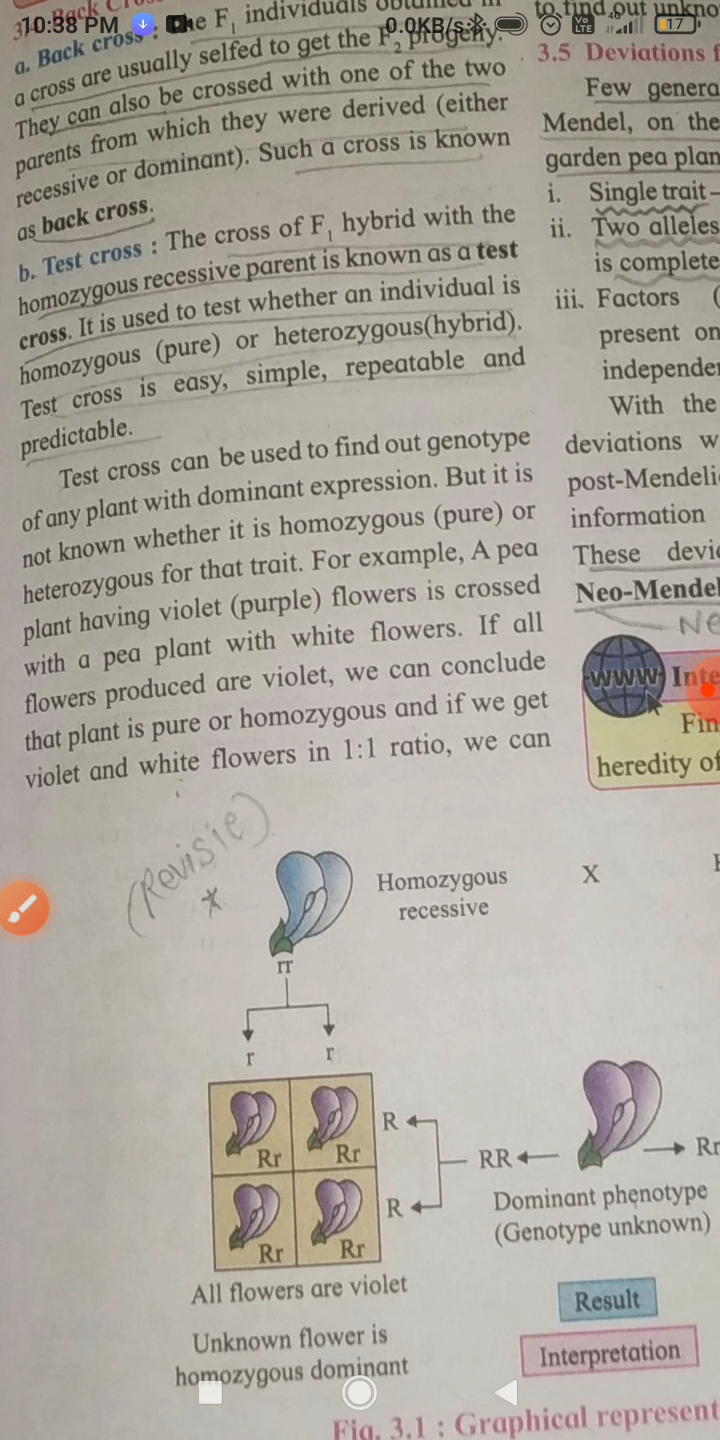 10:38 PM
0.0KB/s
Vo
LTE
4G
17
a. Back cross : The F1 individuals obtained in
a cross are usually selfed to get the F2 progeny.
They can also be crossed with one of the two
parents from which they were derived (either
recessive or dominant). Such a cross is known
as back cross.
b. Test cross : The cross of F1 hybrid with the
homozygous recessive parent is known as a test
cross. It is used to test whether an individual is
homozygous (pure) or heterozygous(hybrid).
Test cross is easy, simple, repeatable and
predictable.
Test cross can be used to find out genotype
of any plant with dominant expression. But it is
not known whether it is homozygous (pure) or
heterozygous for that trait. For example, A pea
plant having violet (purple) flowers is crossed
with a pea plant with white flowers. If all
flowers produced are violet, we can conclude
that plant is pure or homozygous and if we get
violet and white flowers in 1:1 ratio, we can
to find out unkno
3.5 Deviations f
Few genera
Mendel, on the
garden pea plan
i. Single trait -
ii. Two alleles
is complete
iii. Factors (
present on
independe
With the
deviations w
post-Mendeli
information
These devi
Neo-Mendel
Ne
www Inte
Fin
heredity of
(Revisie)
Homozygous
recessive
X
rr
r
r
Rr
Rr
Rr
Rr
R
R
RR
Rr
Dominant phenotype
(Genotype unknown)
All flowers are violet
Result
Unknown flower is
homozygous dominant
Interpretation
Fig. 3.1 : Graphical represent